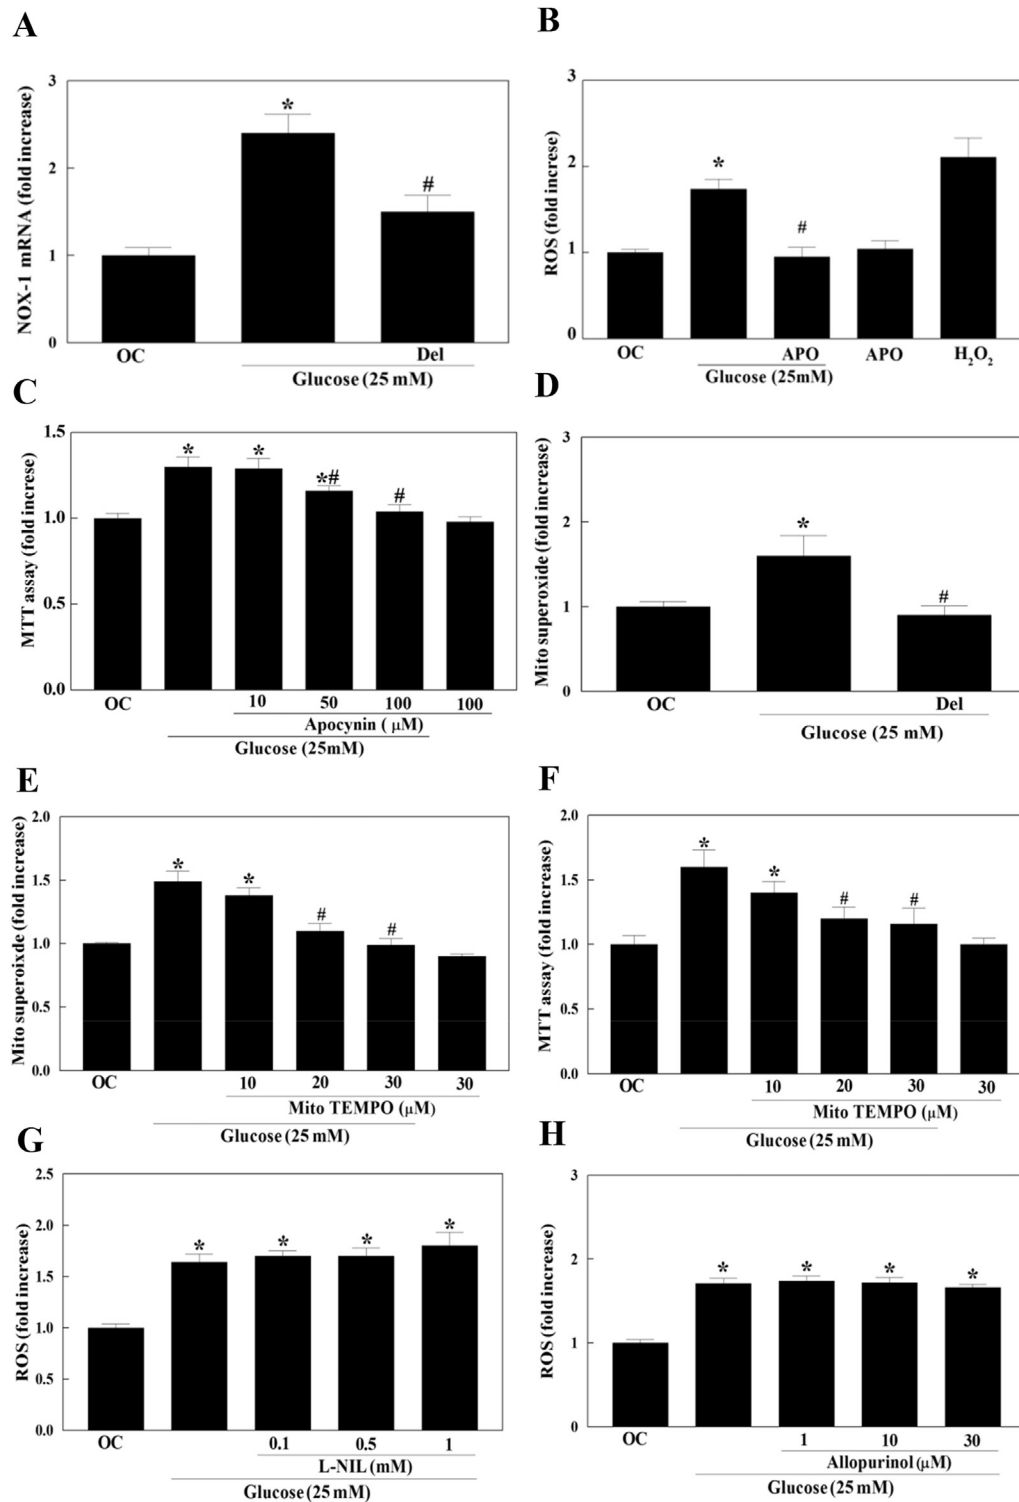 A
NOX-1 mRNA (fold increase)
3
2
1
0
*
#
OC
Del
Glucose (25 mM)
B
ROS (fold increse)
3
2
1
0
*
#
OC
APO
APO
H₂O₂
Glucose (25mM)
C
MTT assay (fold increse)
1.5
1.0
0.5
0.0
*
*
*#
#
OC
10
50
100
100
Apocynin ( μM)
Glucose (25mM)
D
Mito superoxide (fold increase)
3
2
1
0
*
#
OC
Del
Glucose (25 mM)
E
Mito superoixde (fold increase)
2.0
1.5
1.0
0.5
0.0
*
*
#
#
OC
10
20
30
30
Mito TEMPO (μM)
Glucose (25 mM)
F
MTT assay (fold increase)
2.0
1.5
1.0
0.5
0.0
*
*
#
#
OC
10
20
30
30
Mito TEMPO (μM)
Glucose (25 mM)
G
ROS (fold increase)
2.5
2.0
1.5
1.0
0.5
0.0
*
*
*
*
OC
0.1
0.5
1
L-NIL (mM)
Glucose (25 mM)
H
ROS (fold increase)
3
2
1
0
*
*
*
*
OC
1
10
30
Allopurinol (μM)
Glucose (25 mM)